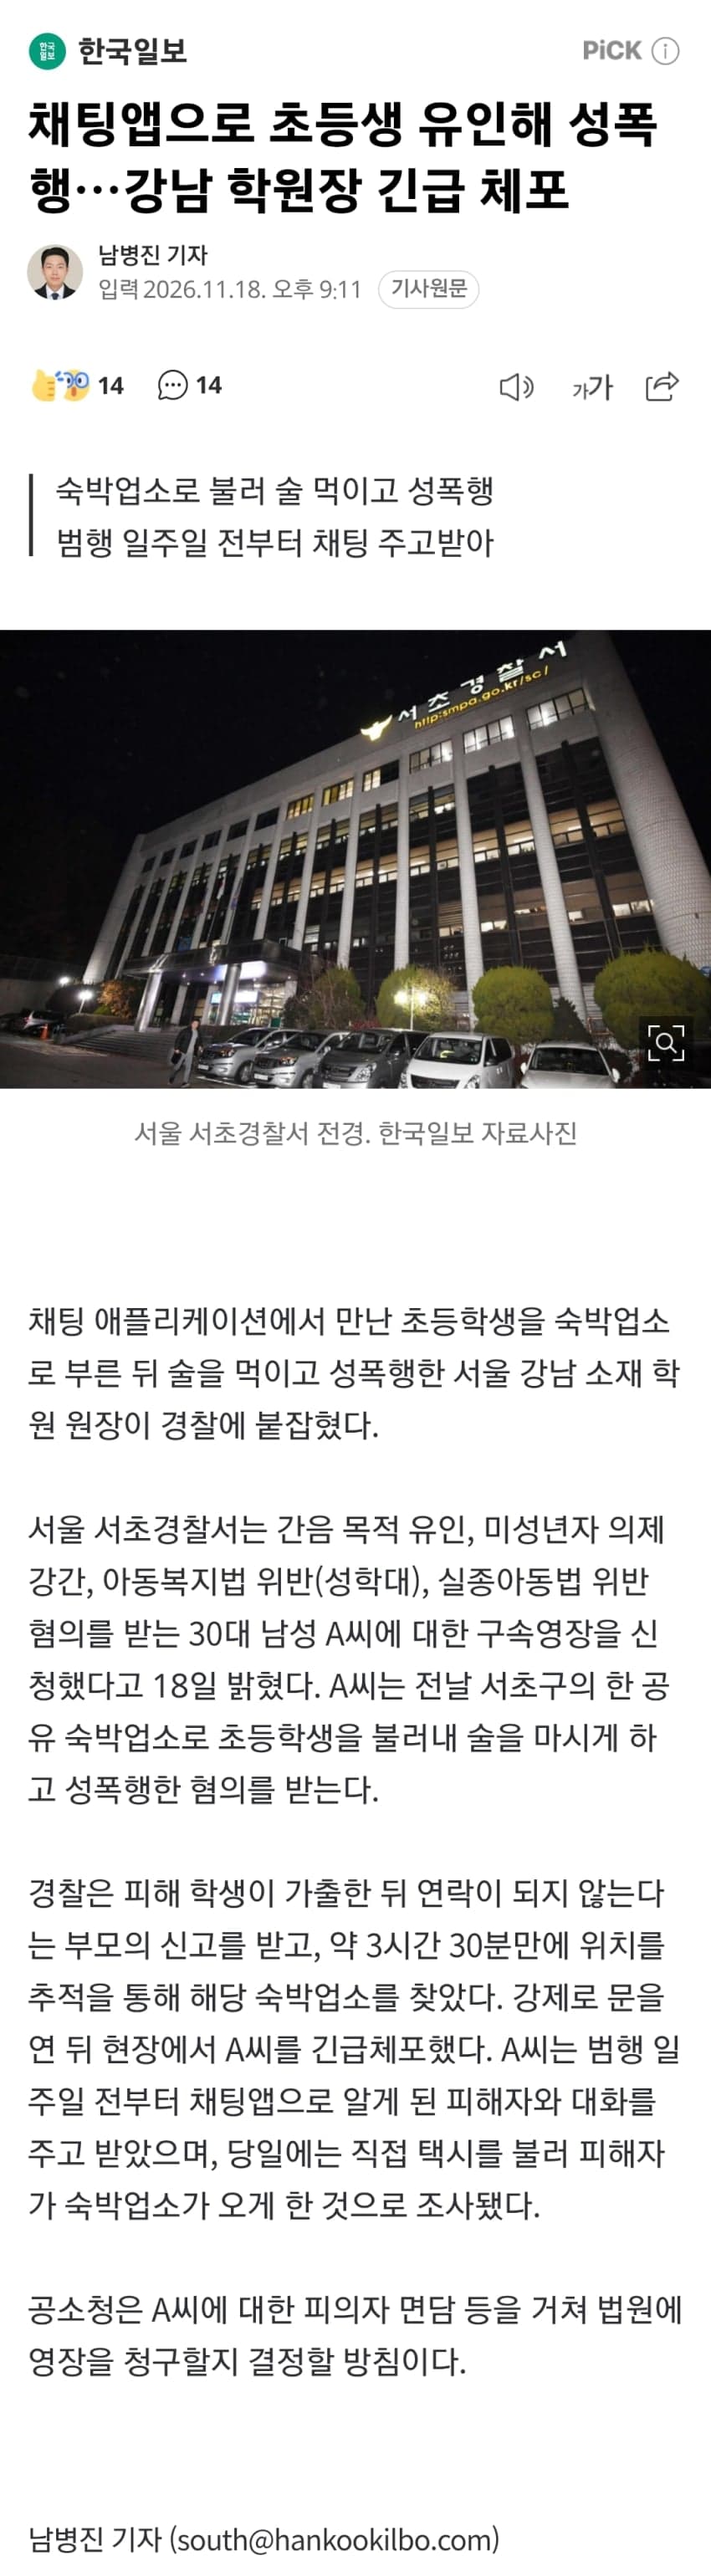 한국일보
한국일보 PiCK
채팅앱으로 초등생 유인해 성폭
행…강남 학원장 긴급 체포
남병진 기자
입력 2026.11.18. 오후 9:11 기사원문
14 14 가가
숙박업소로 불러 술 먹이고 성폭행
범행 일주일 전부터 채팅 주고받아
서초경찰서
http:smpa.go.kr/sc/
서울 서초경찰서 전경. 한국일보 자료사진
채팅 애플리케이션에서 만난 초등학생을 숙박업소
로 부른 뒤 술을 먹이고 성폭행한 서울 강남 소재 학
원 원장이 경찰에 붙잡혔다.
서울 서초경찰서는 간음 목적 유인, 미성년자 의제
강간, 아동복지법 위반(성학대), 실종아동법 위반
혐의를 받는 30대 남성 A씨에 대한 구속영장을 신
청했다고 18일 밝혔다. A씨는 전날 서초구의 한 공
유 숙박업소로 초등학생을 불러내 술을 마시게 하
고 성폭행한 혐의를 받는다.
경찰은 피해 학생이 가출한 뒤 연락이 되지 않는다
는 부모의 신고를 받고, 약 3시간 30분만에 위치를
추적을 통해 해당 숙박업소를 찾았다. 강제로 문을
연 뒤 현장에서 A씨를 긴급체포했다. A씨는 범행 일
주일 전부터 채팅앱으로 알게 된 피해자와 대화를
주고 받았으며, 당일에는 직접 택시를 불러 피해자
가 숙박업소가 오게 한 것으로 조사됐다.
공소청은 A씨에 대한 피의자 면담 등을 거쳐 법원에
영장을 청구할지 결정할 방침이다.
남병진 기자 (south@hankookilbo.com)